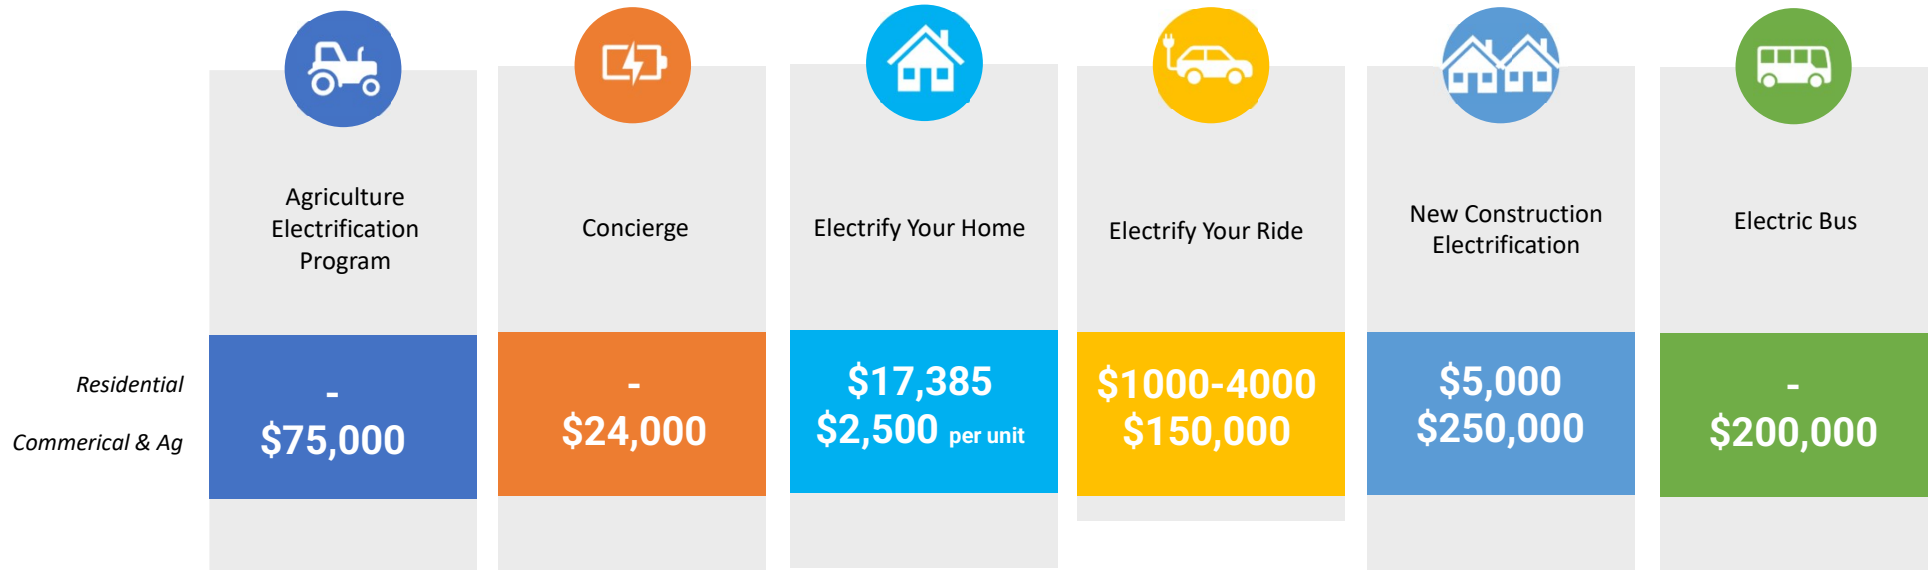 Agriculture
Electrification
Program
Concierge
Electrify Your Home
Electrify Your Ride
New Construction
Electrification
Electric Bus
Residential
-
-
$17,385
$1000-4000
$5,000
-
Commerical & Ag
$75,000
$24,000
$2,500 per unit
$150,000
$250,000
$200,000